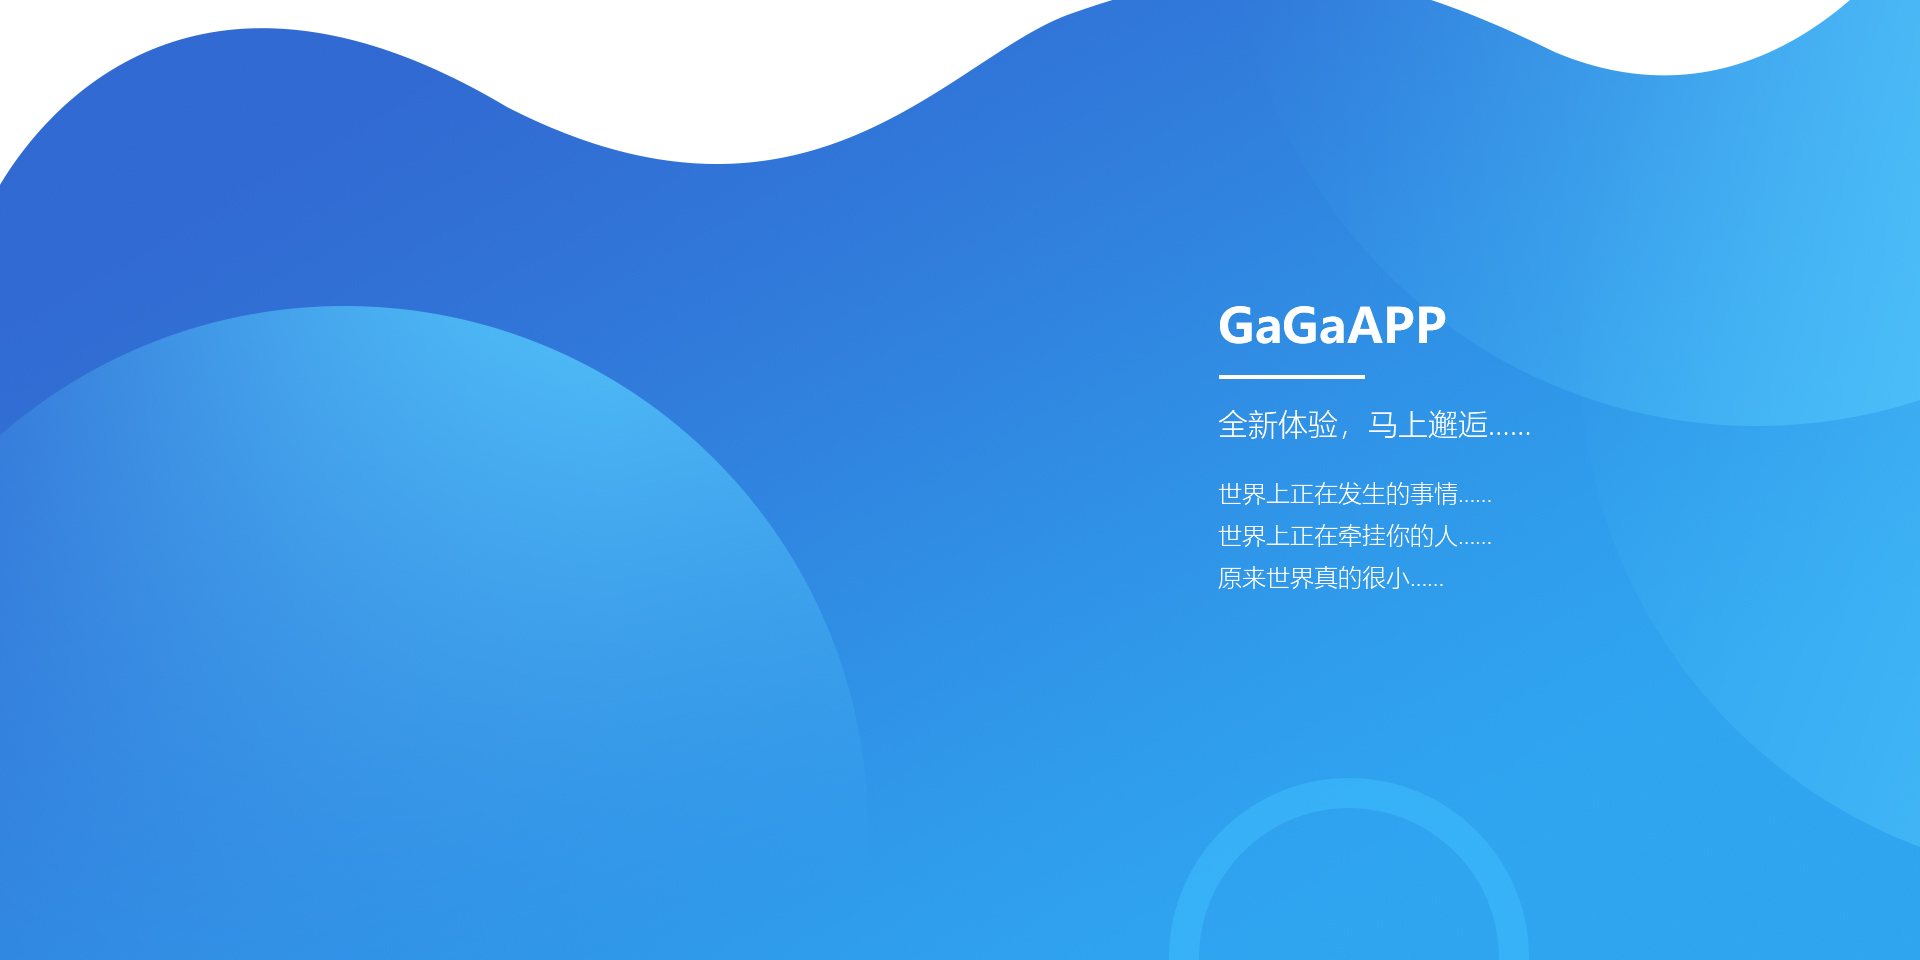 GaGaAPP
全新体验，马上邂逅……
世界上正在发生的事情……
世界上正在牵挂你的人……
原来世界真的很小……